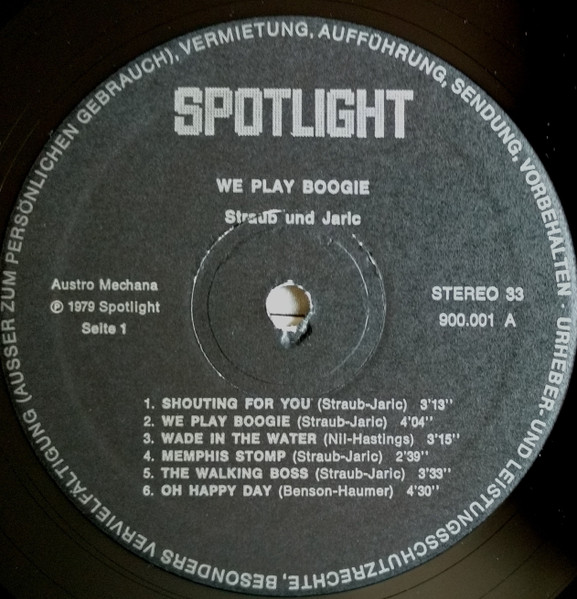 URHEBER- UND LEISTUNGSSCHUTZRECHTE, BESONDERS VERVIELFÄLTIGUNG (AUSSER ZUM PERSÖNLICHEN GEBRAUCH), VERMIETUNG, AUFFÜHRUNG, SENDUNG, VORBEHALTEN ·
SPOTLIGHT
WE PLAY BOOGIE
Straub und Jaric
Austro Mechana
℗ 1979 Spotlight
Seite 1
STEREO 33
900.001 A
1. SHOUTING FOR YOU (Straub-Jaric) 3'13''
2. WE PLAY BOOGIE (Straub-Jaric) 4'04''
3. WADE IN THE WATER (Nil-Hastings) 3'15''
4. MEMPHIS STOMP (Straub-Jaric) 2'39''
5. THE WALKING BOSS (Straub-Jaric) 3'33''
6. OH HAPPY DAY (Benson-Haumer) 4'30''